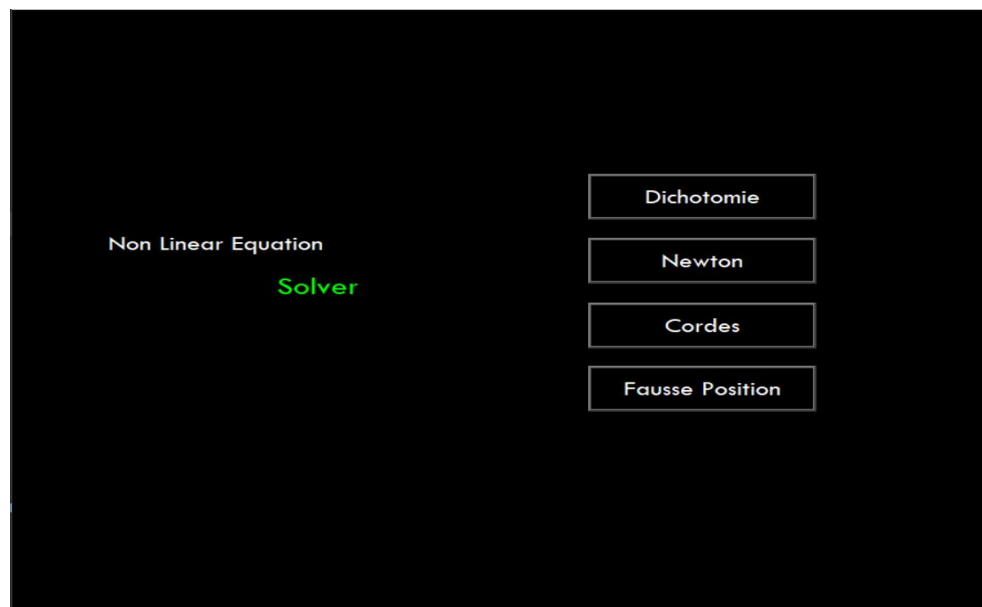 Non Linear Equation
Solver
Dichotomie
Newton
Cordes
Fausse Position